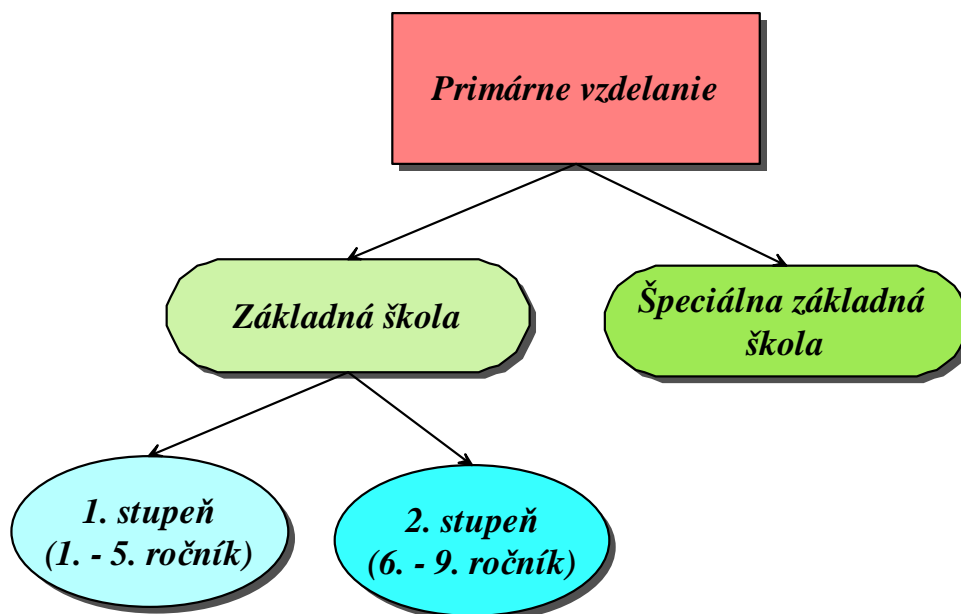 Primárne vzdelanie
Základná škola
Špeciálna základná
škola
1. stupeň
(1. - 5. ročník)
2. stupeň
(6. - 9. ročník)